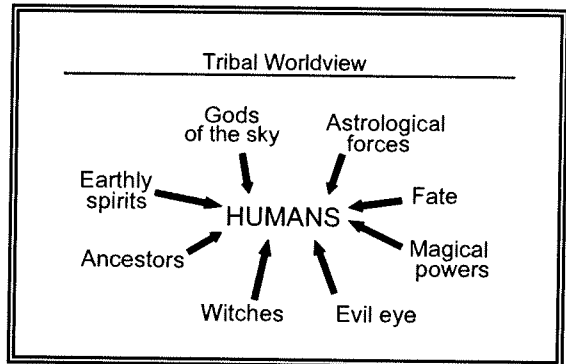 Tribal Worldview
Gods
of the sky
Astrological
forces
Earthly
spirits
Fate
HUMANS
Ancestors
Magical
powers
Witches
Evil eye